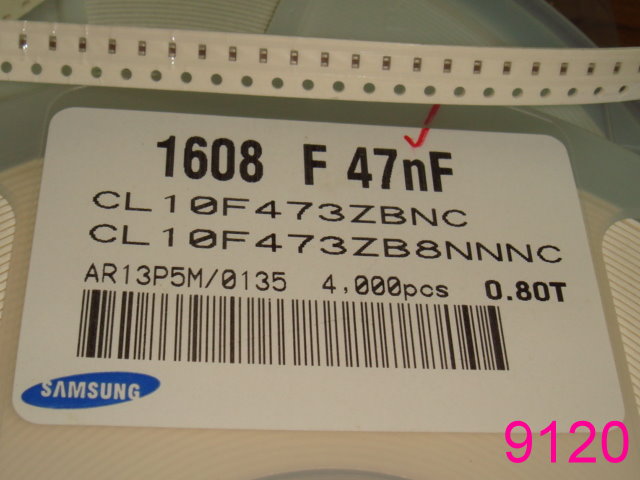 1608 F 47nF
CL10F473ZBNC
CL10F473ZB8NNNC
AR13P5M/0135 4,000pcs 0.80T
SAMSUNG
9120